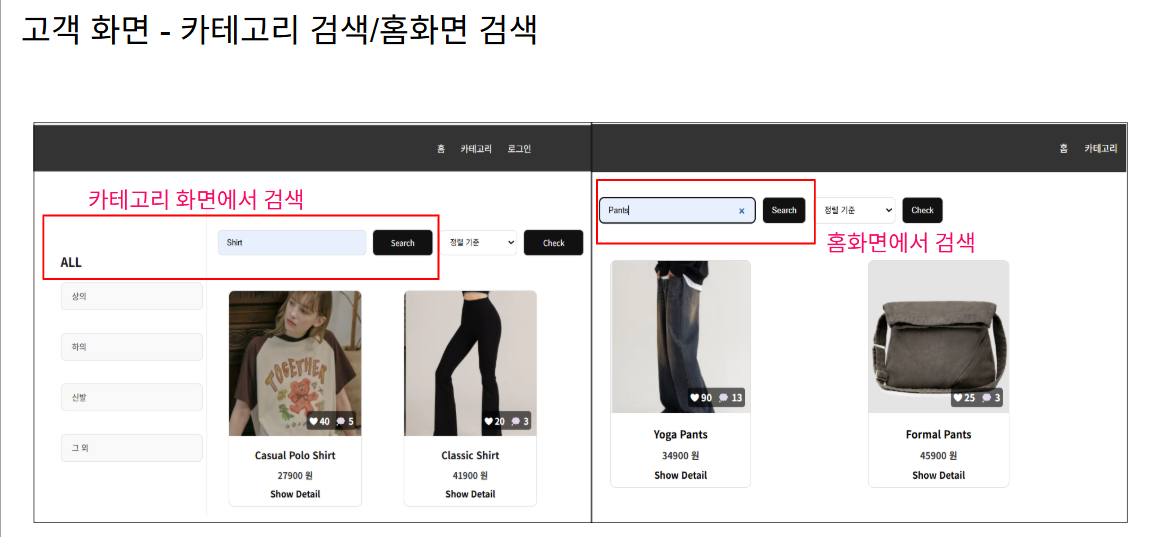 고객 화면 - 카테고리 검색/홈화면 검색
홈 카테고리 로그인
카테고리 화면에서 검색
Shirt Search 정렬 기준 Check
ALL
상의
하의
신발
그 외
TOGETHER
40 5
Casual Polo Shirt
27900 원
Show Detail
20 3
Classic Shirt
41900 원
Show Detail
홈 카테고리
Pants x Search 정렬 기준 Check
홈화면에서 검색
90 13
Yoga Pants
34900 원
Show Detail
25 3
Formal Pants
45900 원
Show Detail